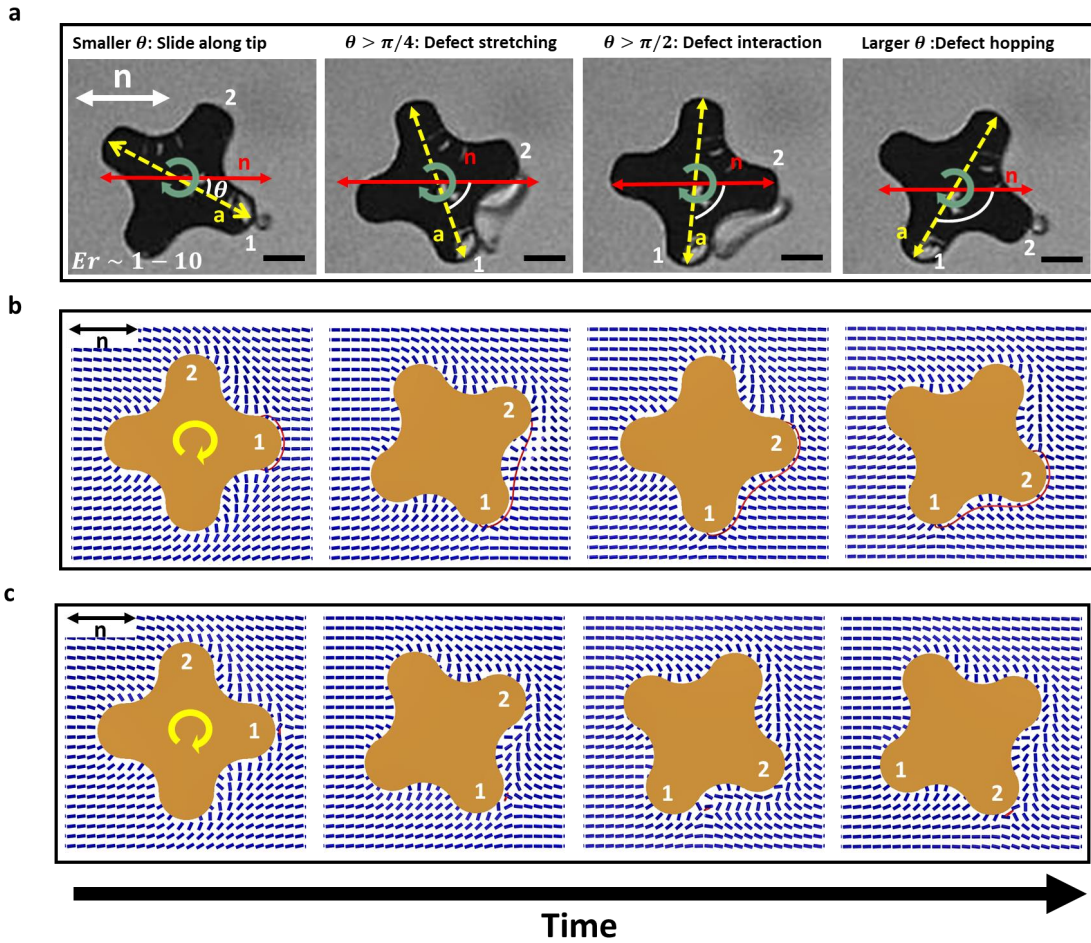 a
Smaller θ: Slide along tip
θ > π/4: Defect stretching
θ > π/2: Defect interaction
Larger θ :Defect hopping
n
2
n
θ
a
1
Er ~ 1 − 10
2
n
a
1
2
n
a
1
n
a
1
2
b
n
2
1
2
1
2
1
2
1
c
n
2
1
2
1
2
1
1
2
Time